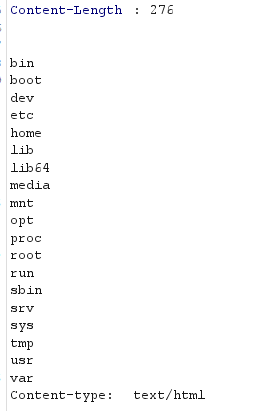 Content-Length : 276
bin
boot
dev
etc
home
lib
lib64
media
mnt
opt
proc
root
run
sbin
srv
sys
tmp
usr
var
Content-type:  text/html